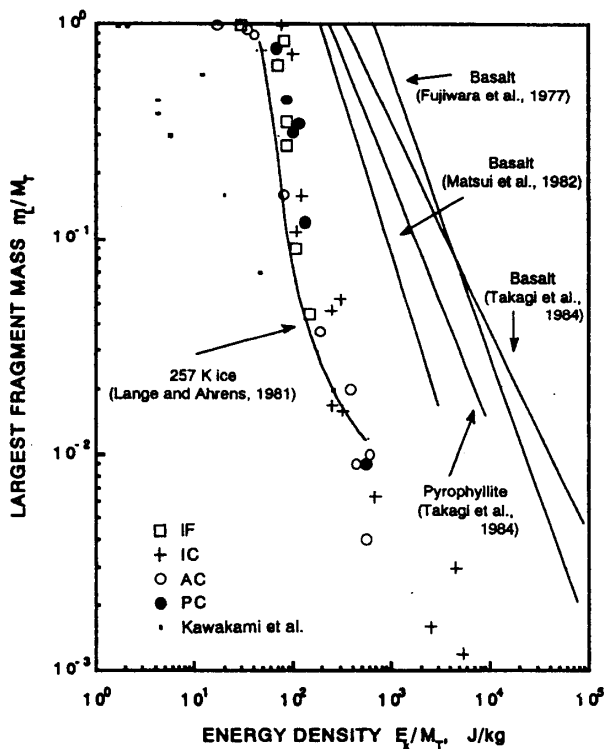 LARGEST FRAGMENT MASS m_L/M_T
10^0
10^-1
10^-2
10^-3
Basalt
(Fujiwara et al., 1977)
Basalt
(Matsui et al., 1982)
Basalt
(Takagi et al.,
1984)
257 K ice
(Lange and Ahrens, 1981)
Pyrophyllite
(Takagi et al.,
1984)
IF
IC
AC
PC
Kawakami et al.
10^0 10^1 10^2 10^3 10^4 10^5
ENERGY DENSITY E_k/M_T, J/kg